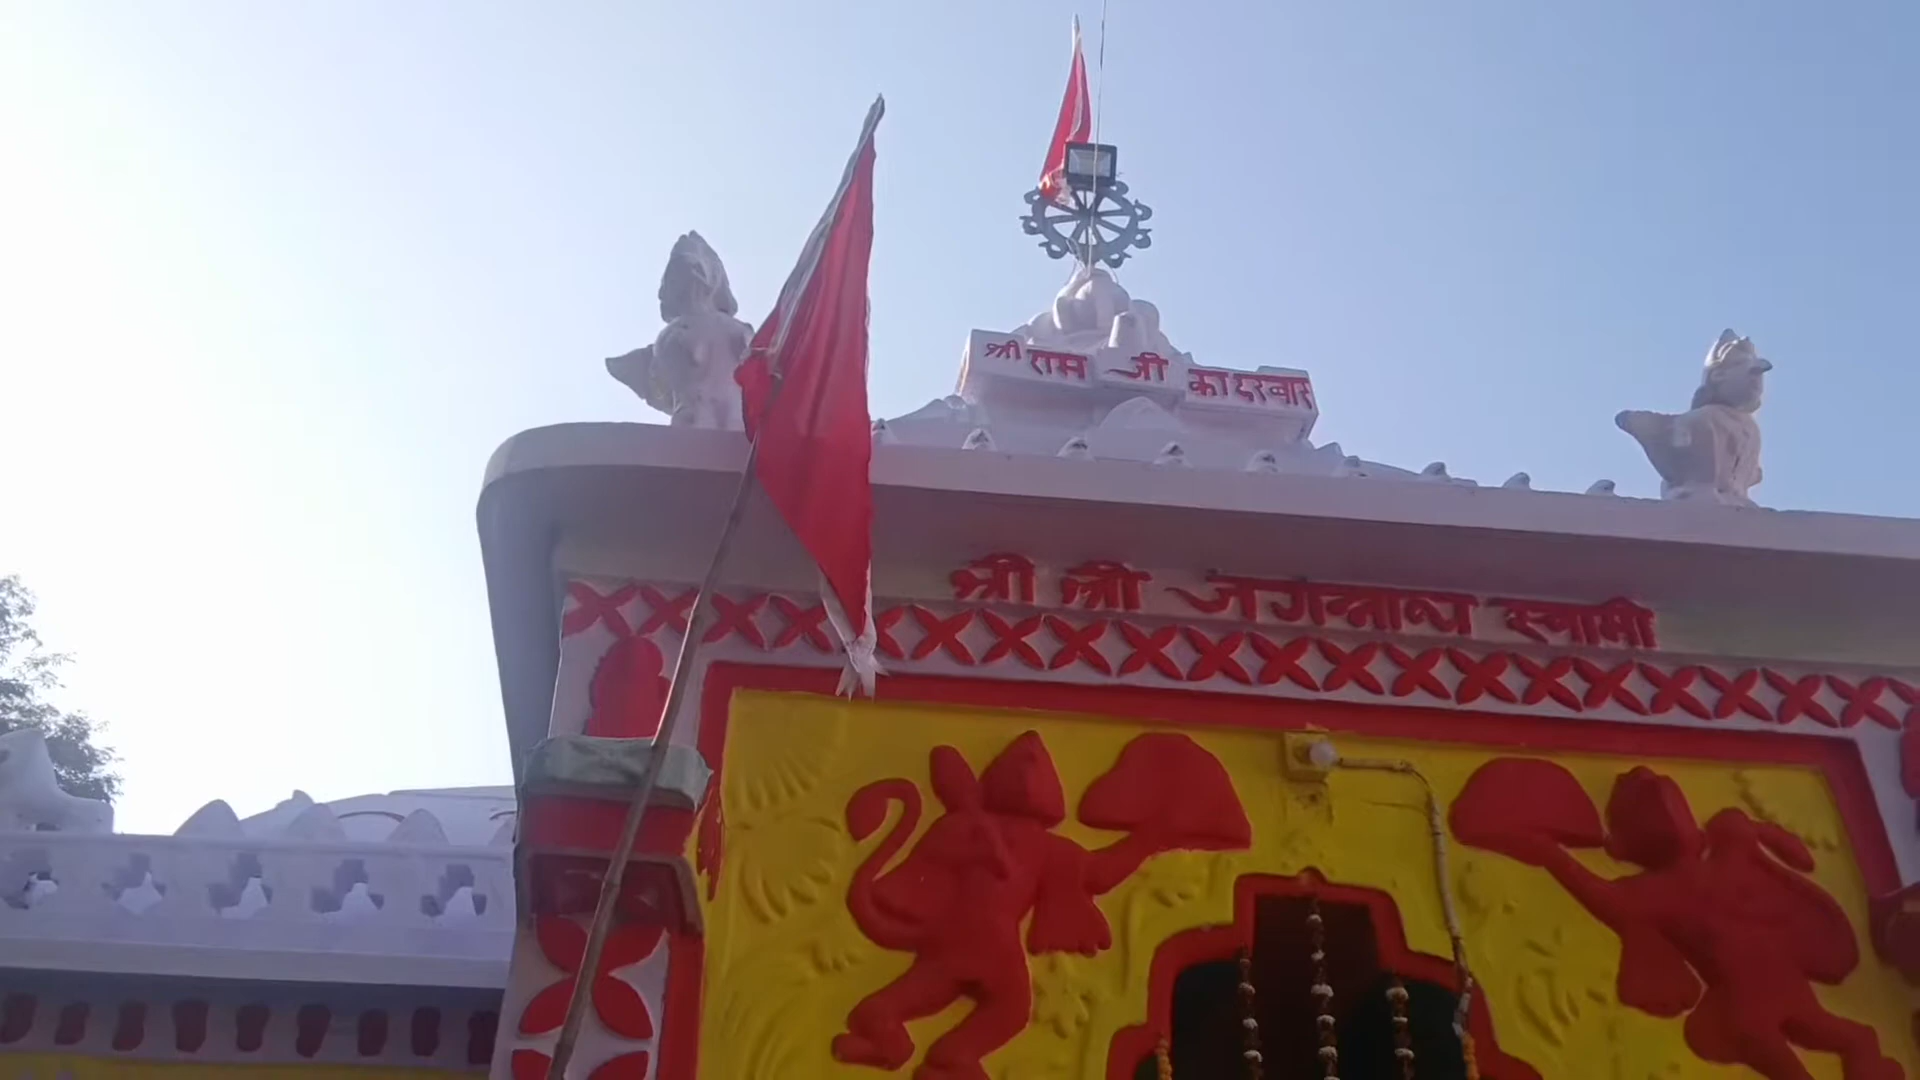 श्री राम जी का दरबार
श्री श्री जगन्नाथ स्वामी